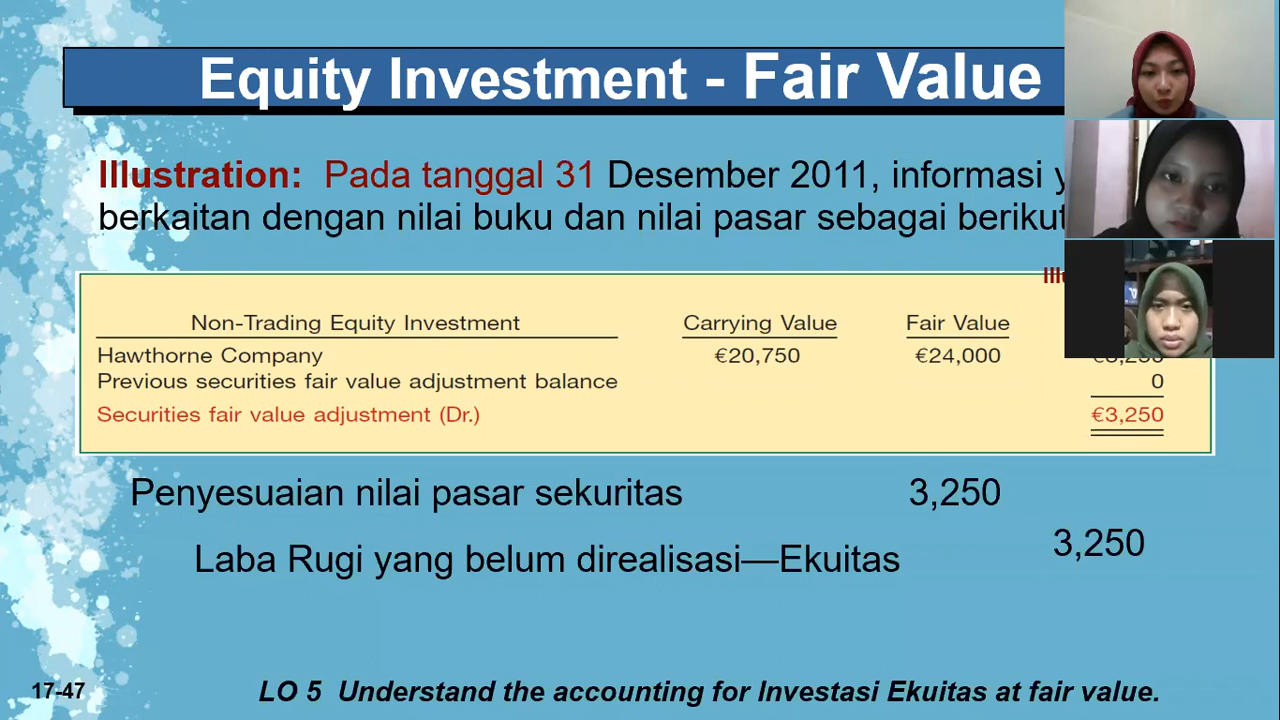 Equity Investment - Fair Value
Illustration: Pada tanggal 31 Desember 2011, informasi
berkaitan dengan nilai buku dan nilai pasar sebagai berikut
Non-Trading Equity Investment Carrying Value Fair Value
Hawthorne Company €20,750 €24,000 €3,250
Previous securities fair value adjustment balance 0
Securities fair value adjustment (Dr.) €3,250
Penyesuaian nilai pasar sekuritas 3,250
Laba Rugi yang belum direalisasi—Ekuitas 3,250
17-47 LO 5 Understand the accounting for Investasi Ekuitas at fair value.